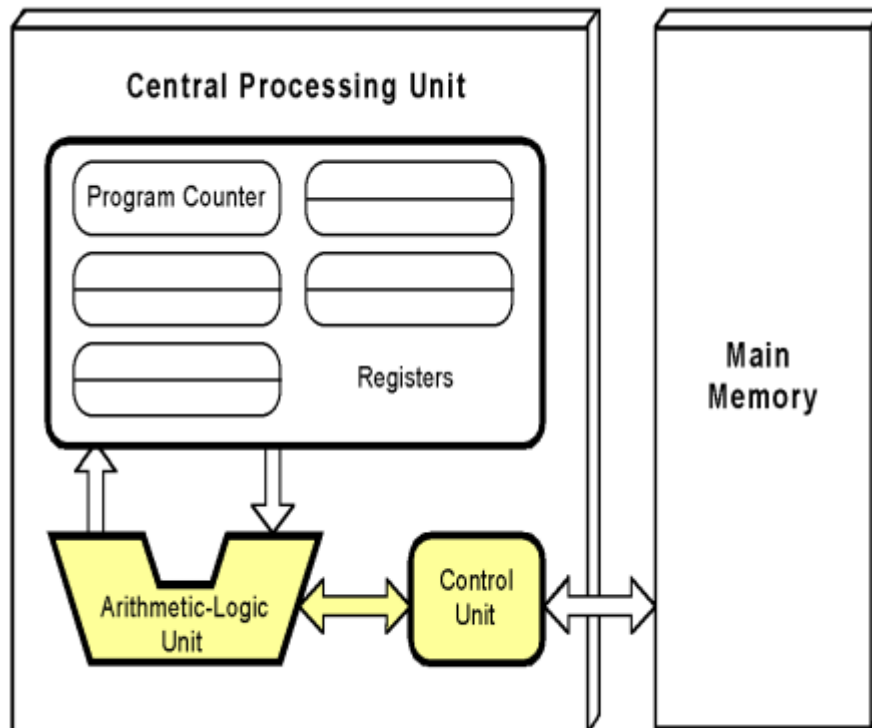 Central Processing Unit
Program Counter
Registers
Main
Memory
Arithmetic-Logic
Unit
Control
Unit